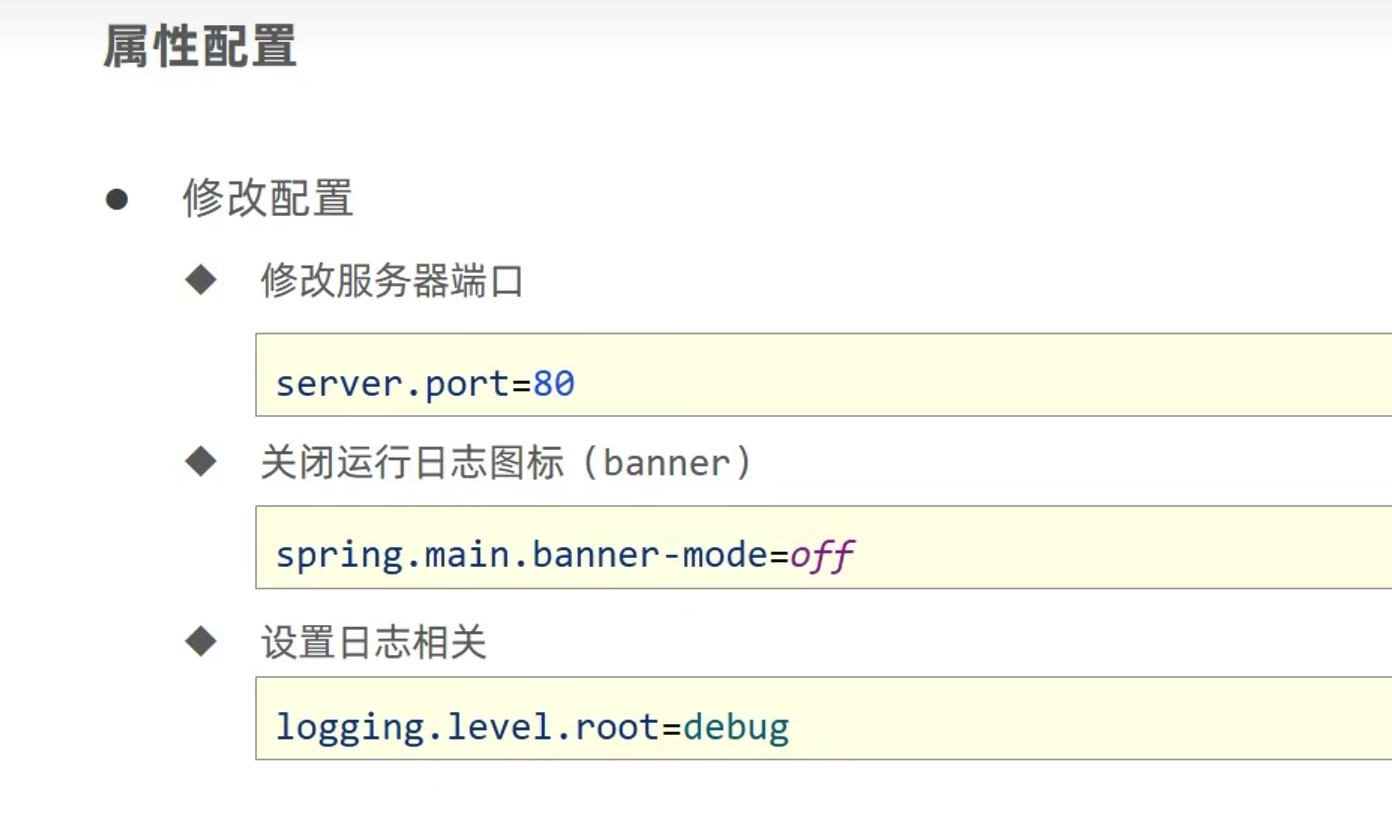 属性配置
修改配置
修改服务器端口
server.port=80
关闭运行日志图标（banner）
spring.main.banner-mode=off
设置日志相关
logging.level.root=debug